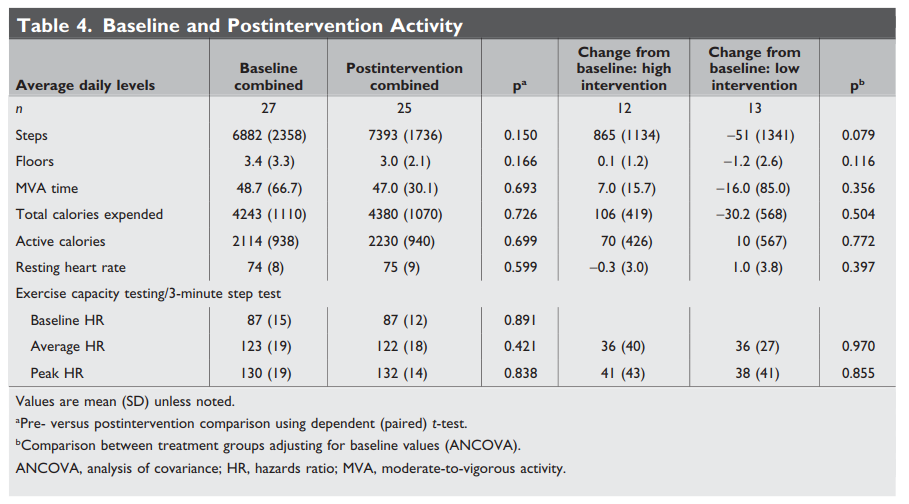 Table 4. Baseline and Postintervention Activity
Average daily levels | Baseline combined | Postintervention combined | pᵃ | Change from baseline: high intervention | Change from baseline: low intervention | pᵇ
n 27 25 12 13
Steps 6882 (2358) 7393 (1736) 0.150 865 (1134) −51 (1341) 0.079
Floors 3.4 (3.3) 3.0 (2.1) 0.166 0.1 (1.2) −1.2 (2.6) 0.116
MVA time 48.7 (66.7) 47.0 (30.1) 0.693 7.0 (15.7) −16.0 (85.0) 0.356
Total calories expended 4243 (1110) 4380 (1070) 0.726 106 (419) −30.2 (568) 0.504
Active calories 2114 (938) 2230 (940) 0.699 70 (426) 10 (567) 0.772
Resting heart rate 74 (8) 75 (9) 0.599 −0.3 (3.0) 1.0 (3.8) 0.397
Exercise capacity testing/3-minute step test
Baseline HR 87 (15) 87 (12) 0.891
Average HR 123 (19) 122 (18) 0.421 36 (40) 36 (27) 0.970
Peak HR 130 (19) 132 (14) 0.838 41 (43) 38 (41) 0.855
Values are mean (SD) unless noted.
ᵃPre- versus postintervention comparison using dependent (paired) t-test.
ᵇComparison between treatment groups adjusting for baseline values (ANCOVA).
ANCOVA, analysis of covariance; HR, hazards ratio; MVA, moderate-to-vigorous activity.